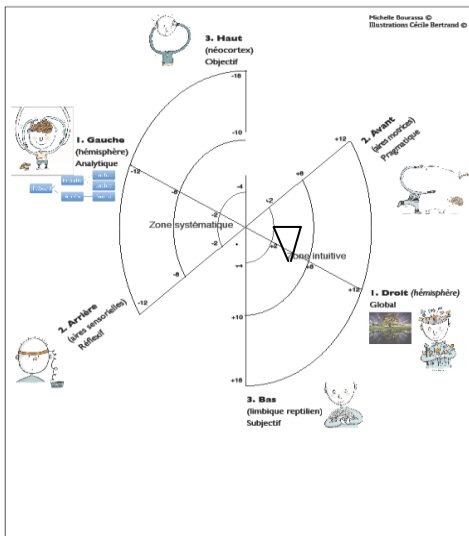 Michelle Bourassa ©
Illustrations Cécile Bertrand ©
3. Haut
(néocortex)
Objectif
-18
-10
-4
1. Gauche
(hémisphère)
Analytique
-12
-8
-2
2. Avant
(aires motrices)
Pragmatique
+12
+8
+2
Zone systématique
-2
-8
-12
+2
Zone intuitive
+8
+12
+4
+10
+18
2. Arrière
(aires sensorielles)
Réflexif
1. Droit (hémisphère)
Global
3. Bas
(limbique reptilien)
Subjectif